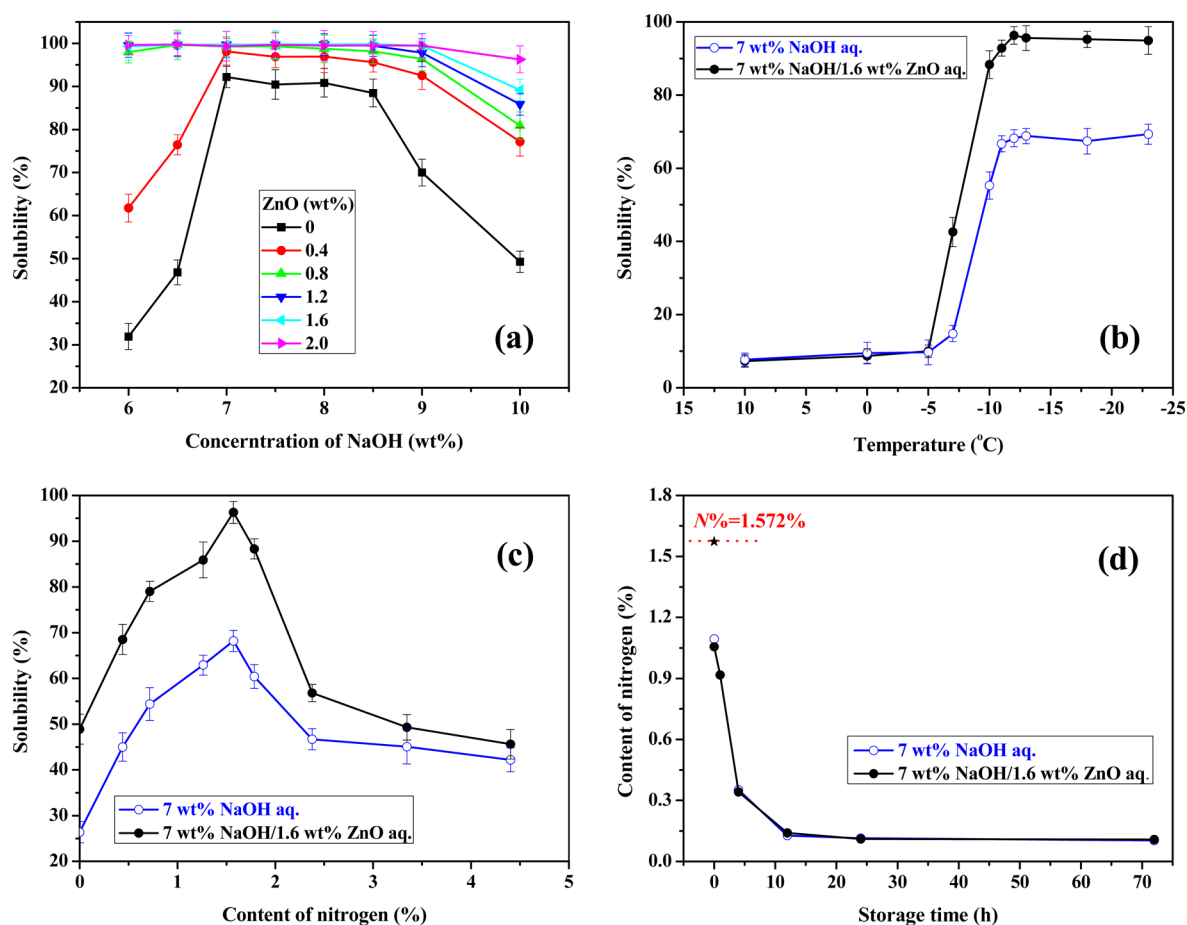 100
90
80
70
60
50
40
30
20
Solubility (%)
ZnO (wt%)
0
0.4
0.8
1.2
1.6
2.0
(a)
6 7 8 9 10
Concerntration of NaOH (wt%)
100
80
60
40
20
0
Solubility (%)
7 wt% NaOH aq.
7 wt% NaOH/1.6 wt% ZnO aq.
(b)
15 10 5 0 -5 -10 -15 -20 -25
Temperature (°C)
100
90
80
70
60
50
40
30
20
Solubility (%)
(c)
7 wt% NaOH aq.
7 wt% NaOH/1.6 wt% ZnO aq.
0 1 2 3 4 5
Content of nitrogen (%)
1.8
1.5
1.2
0.9
0.6
0.3
0.0
Content of nitrogen (%)
N%=1.572%
(d)
7 wt% NaOH aq.
7 wt% NaOH/1.6 wt% ZnO aq.
0 10 20 30 40 50 60 70
Storage time (h)